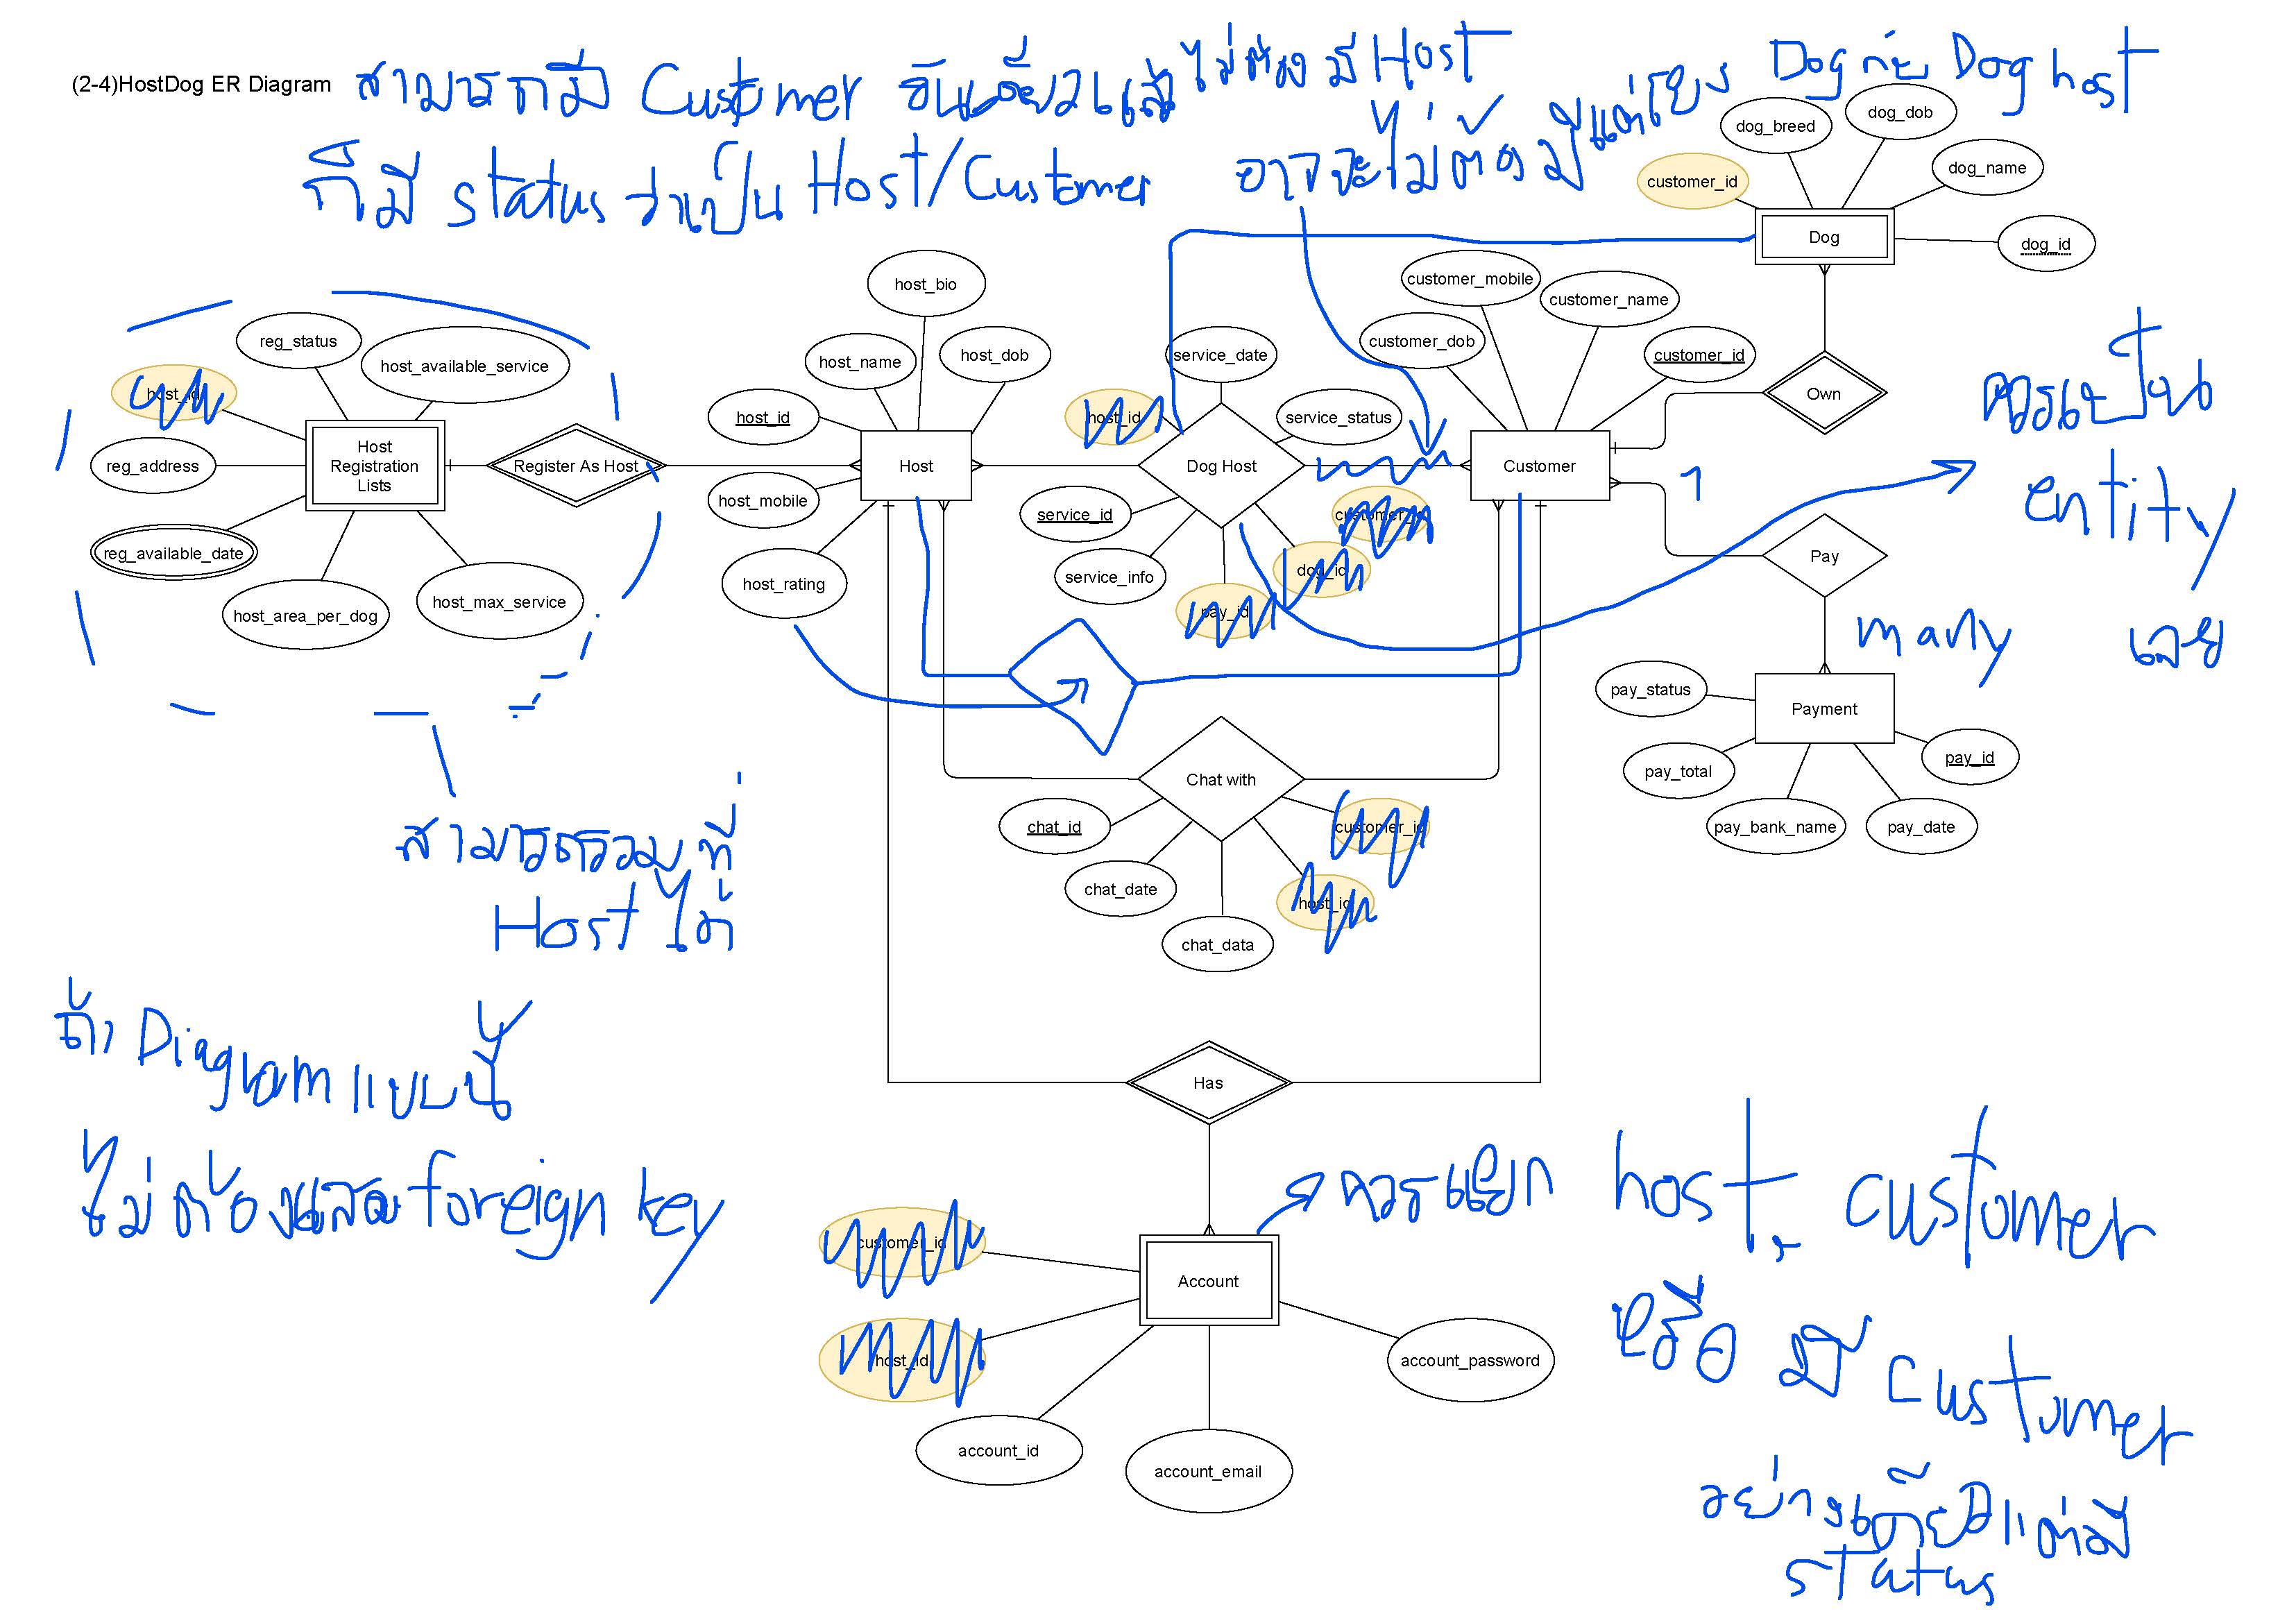 (2-4)HostDog ER Diagram
สามารถมี Customer อันเดียวแล้ว ไม่ต้องมี Host
ก็มี status ว่าเป็น Host/Customer
อาจจะไม่ต้องมี แต่โยง Dog กับ Dog host
dog_breed
dog_dob
customer_id
dog_name
Dog
dog_id
host_bio
customer_mobile
customer_name
reg_status
host_available_service
host_name
host_dob
service_date
customer_dob
customer_id
host_id
host_id
host_id
service_status
Own
ควรเป็น
entity
เลย
reg_address
Host
Registration
Lists
Register As Host
Host
Dog Host
Customer
1
host_mobile
service_id
customer_id
reg_available_date
service_info
dog_id
Pay
host_rating
pay_id
host_area_per_dog
host_max_service
many
pay_status
Payment
pay_total
pay_id
pay_bank_name
pay_date
Chat with
chat_id
customer_id
chat_date
host_id
chat_data
สามารถรวมที่
Host ได้
ถ้า Diagram แบบนี้
ไม่ต้องแสดง foreign key
Has
ควรแยก host, customer
หรือ มี customer
อย่างเดียวแต่มี
status
customer_id
Account
host_id
account_password
account_id
account_email